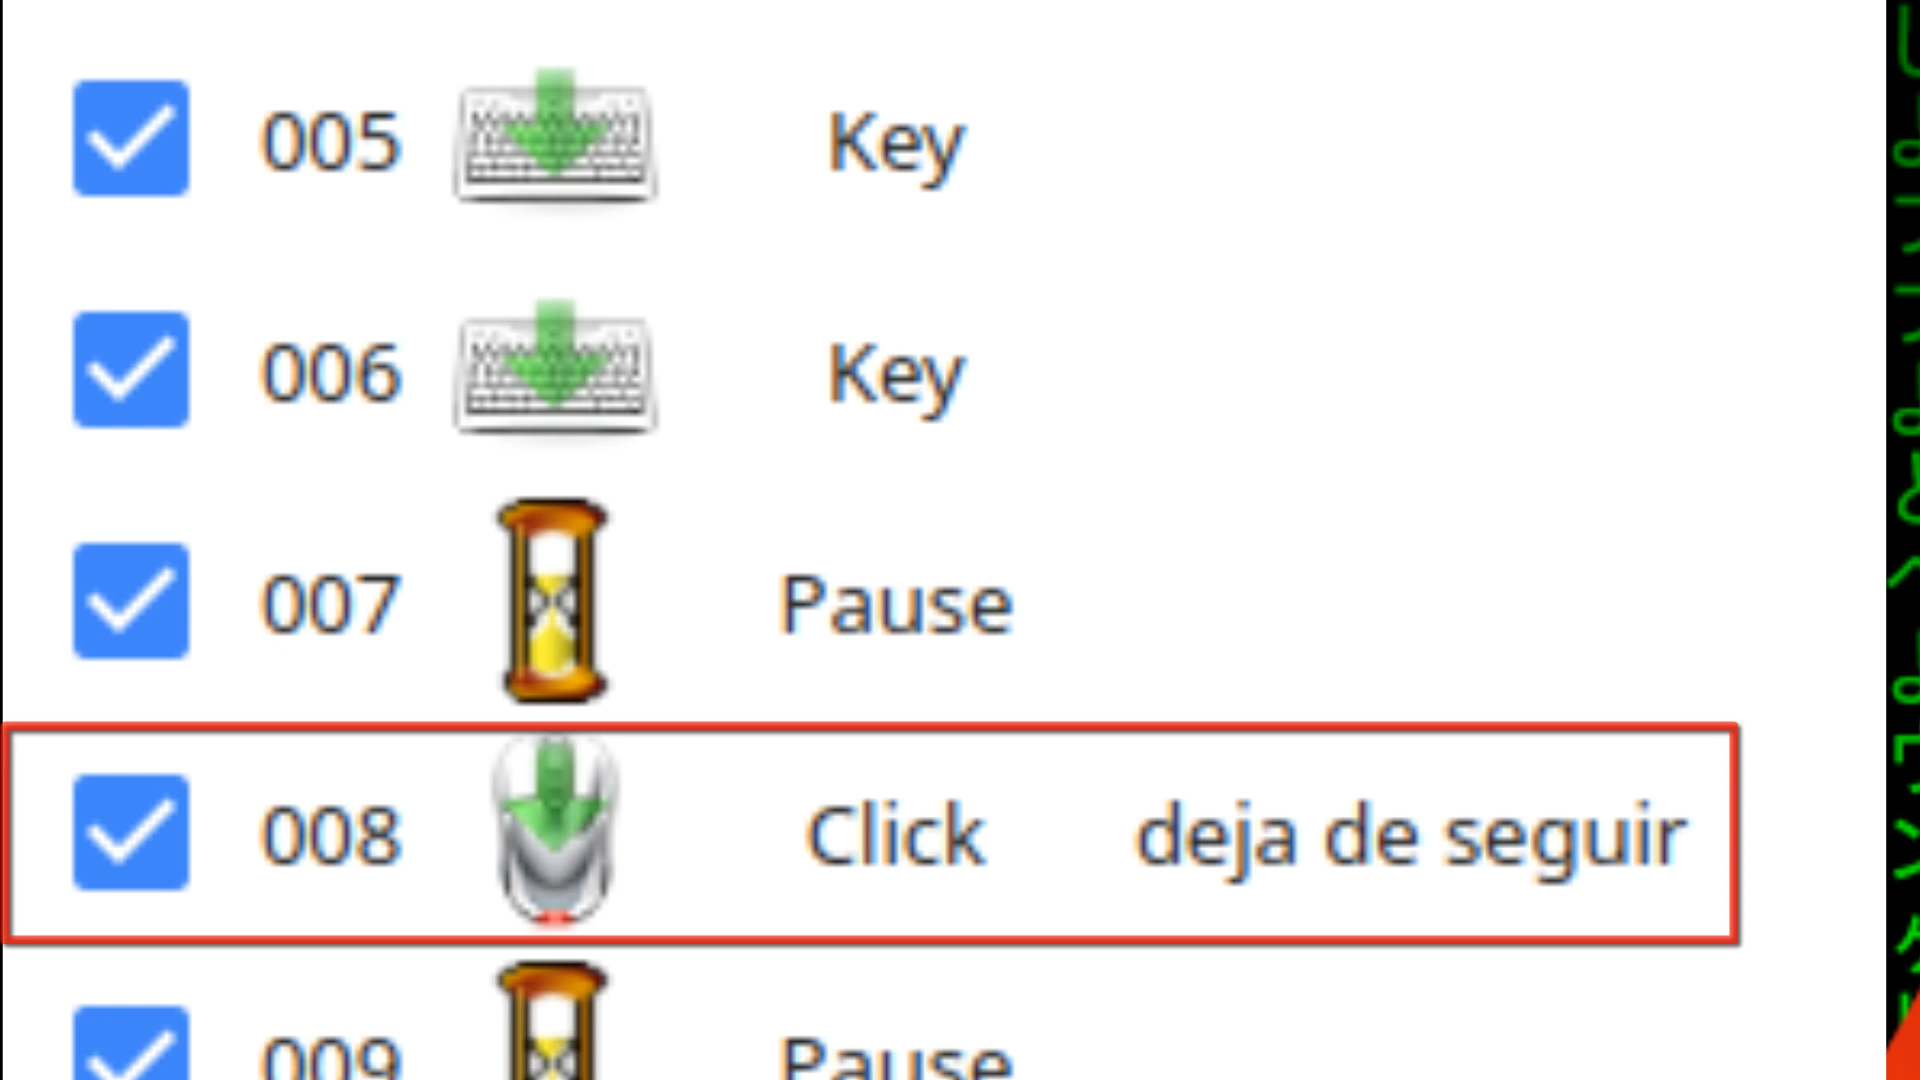 005 Key
006 Key
007 Pause
008 Click deja de seguir
009 Pause